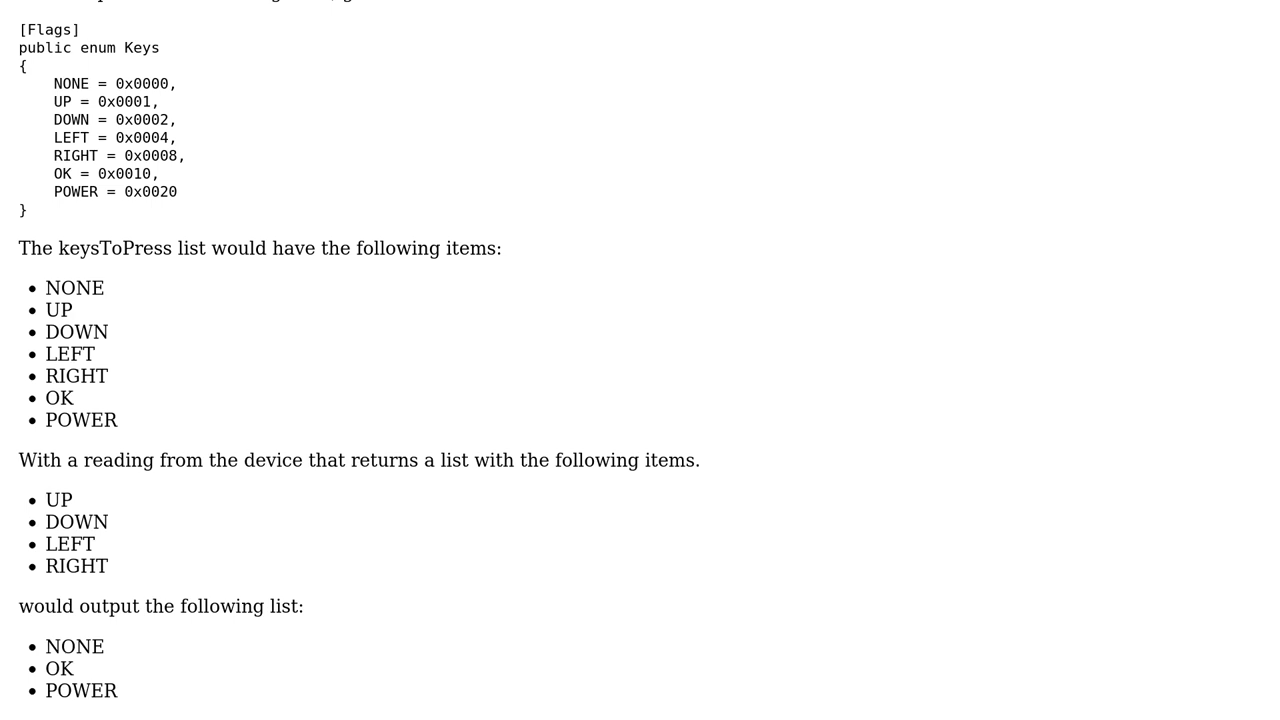 [Flags]
public enum Keys
{
    NONE = 0x0000,
    UP = 0x0001,
    DOWN = 0x0002,
    LEFT = 0x0004,
    RIGHT = 0x0008,
    OK = 0x0010,
    POWER = 0x0020
}
The keysToPress list would have the following items:
• NONE
• UP
• DOWN
• LEFT
• RIGHT
• OK
• POWER
With a reading from the device that returns a list with the following items.
• UP
• DOWN
• LEFT
• RIGHT
would output the following list:
• NONE
• OK
• POWER